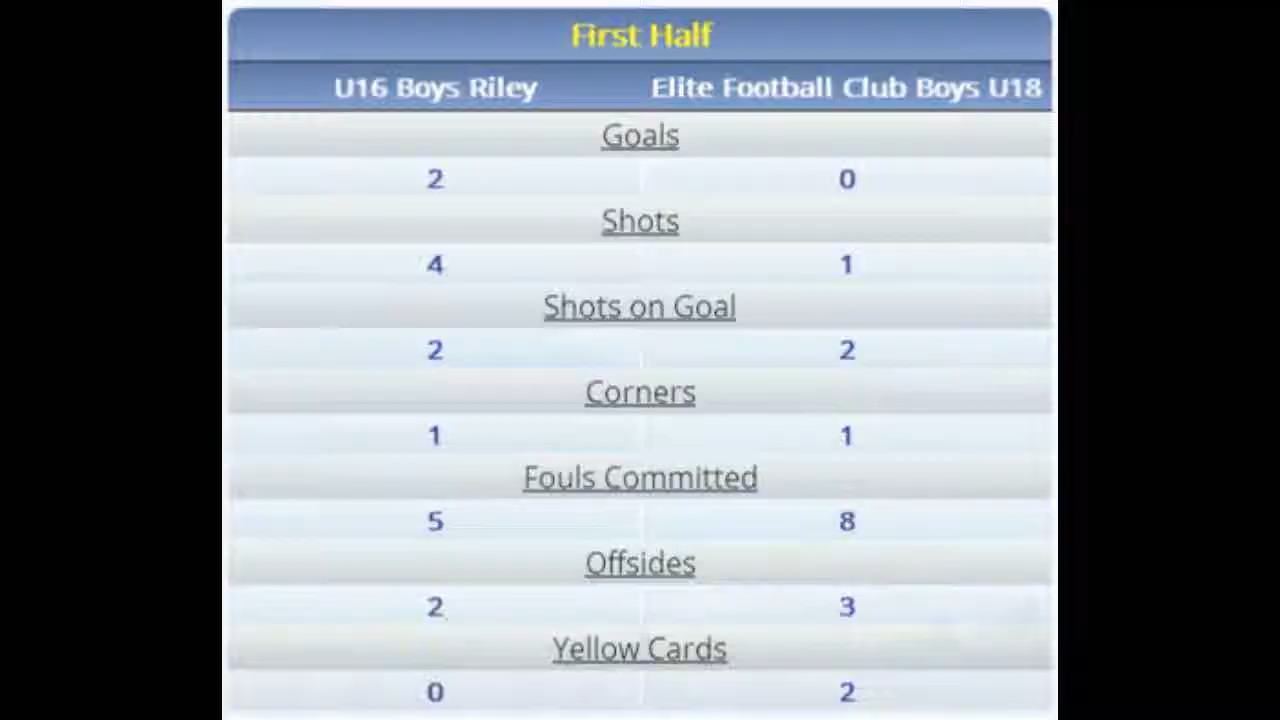 First Half
U16 Boys Riley Elite Football Club Boys U18
Goals
2 0
Shots
4 1
Shots on Goal
2 2
Corners
1 1
Fouls Committed
5 8
Offsides
2 3
Yellow Cards
0 2